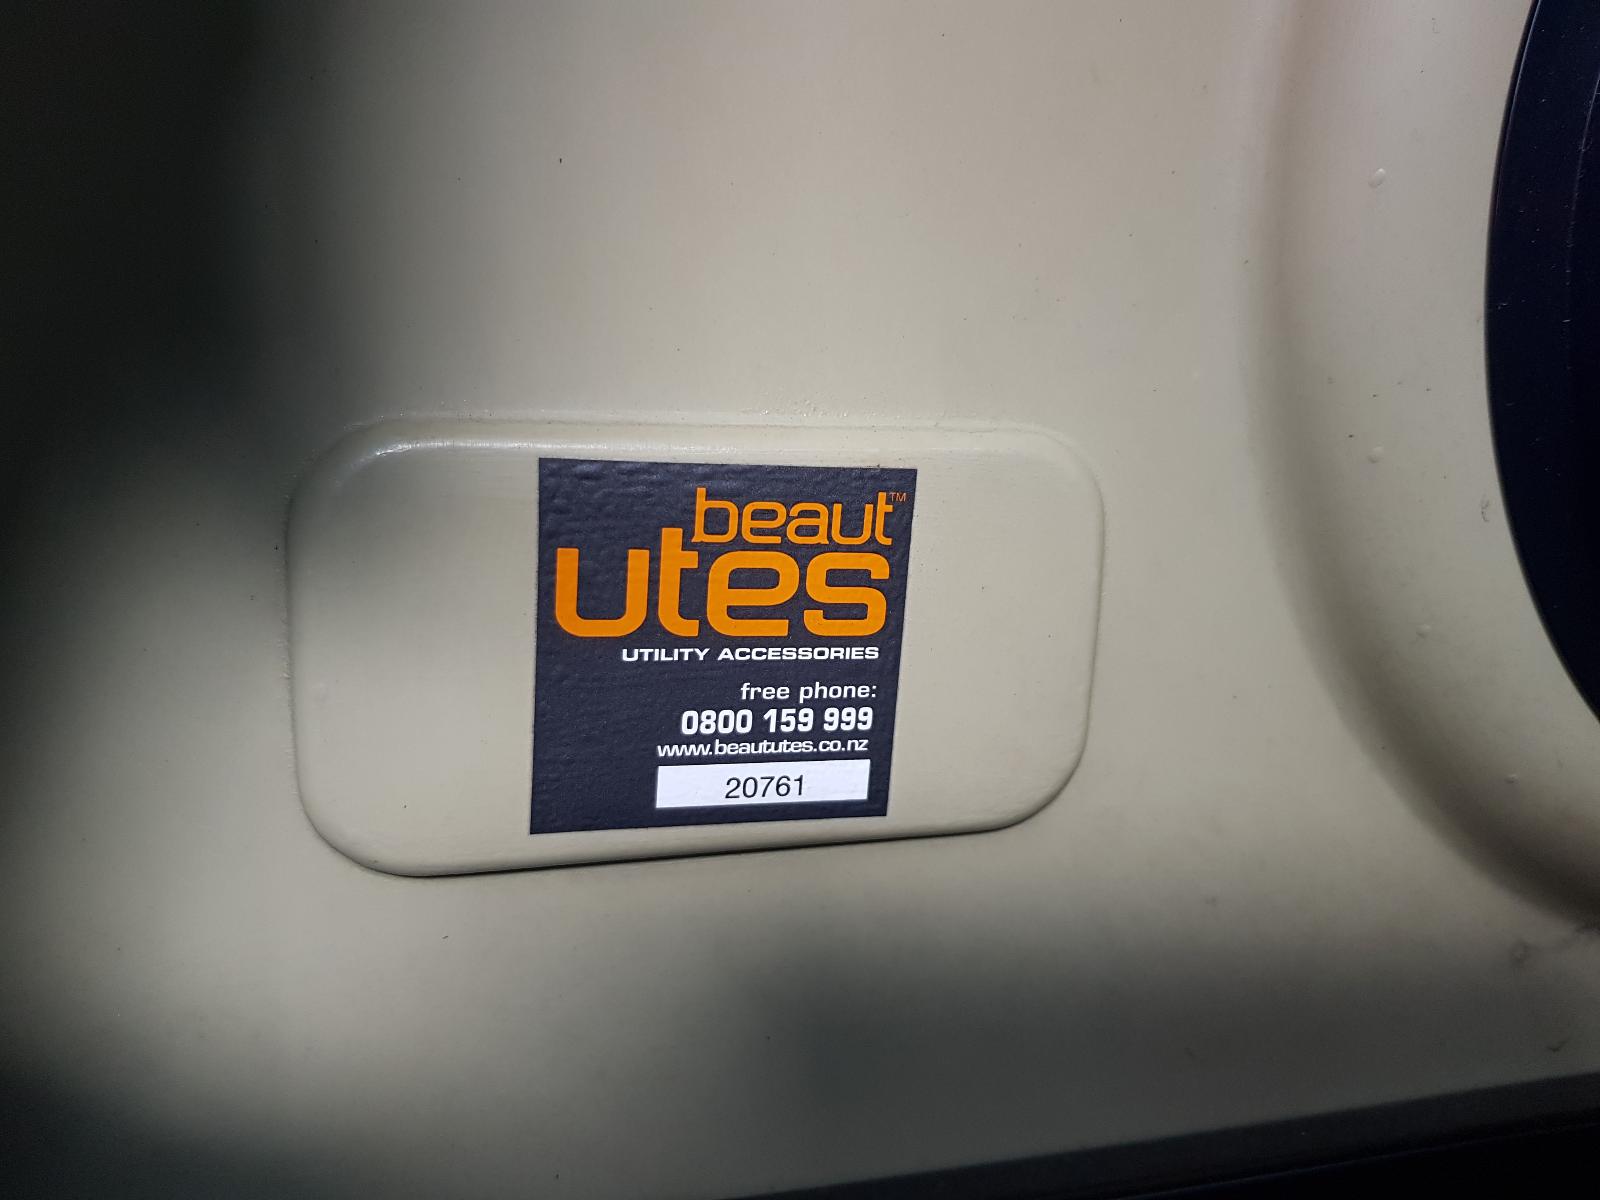 beaut™
utes
UTILITY ACCESSORIES
free phone:
0800 159 999
www.beaututes.co.nz
20761